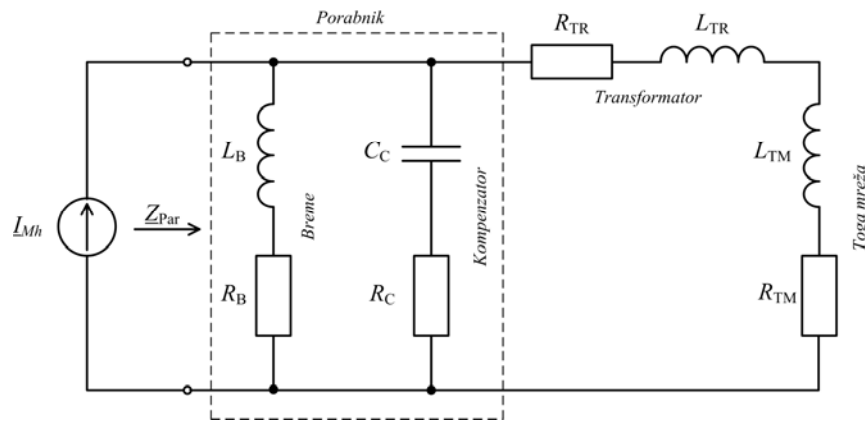 Porabnik
R_TR
L_TR
Transformator
L_B
C_C
L_TM
I_Mh
Z_Par
Breme
Kompenzator
Toga mreža
R_B
R_C
R_TM